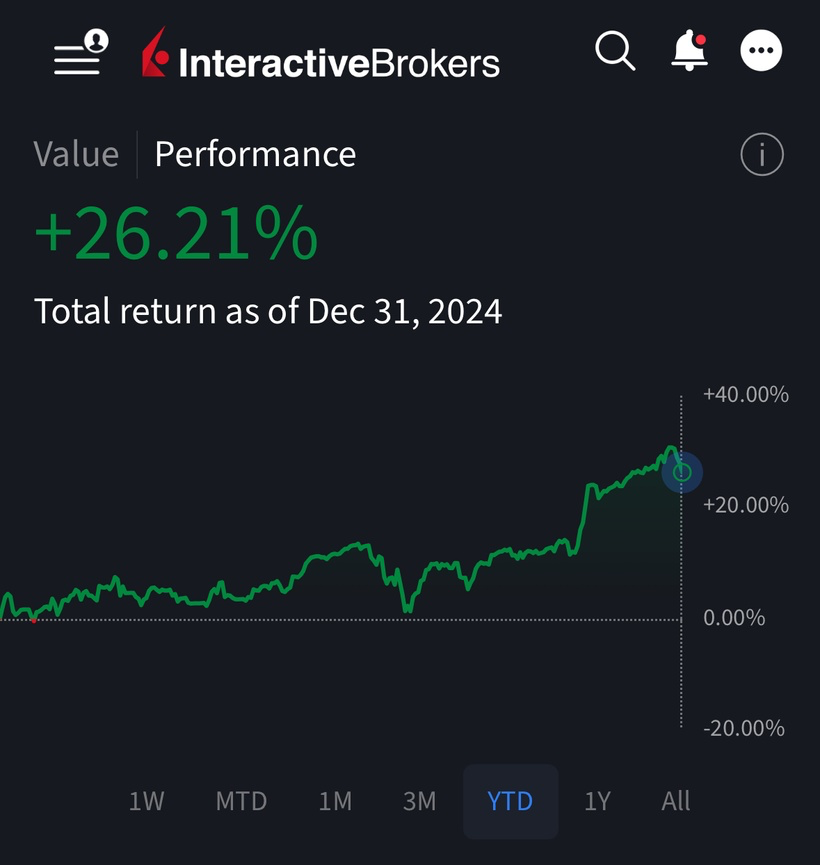 InteractiveBrokers
Value Performance
+26.21%
Total return as of Dec 31, 2024
+40.00%
+20.00%
0.00%
-20.00%
1W MTD 1M 3M YTD 1Y All